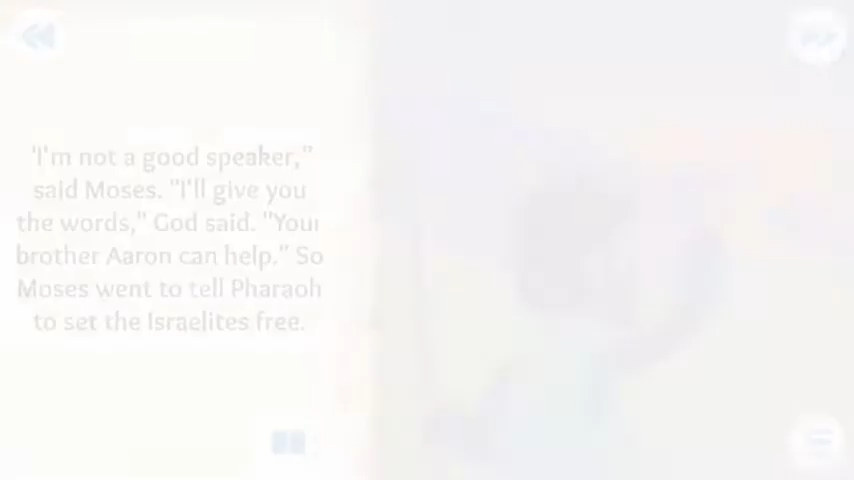 "I'm not a good speaker,"
said Moses. "I'll give you
the words," God said. "Your
brother Aaron can help." So
Moses went to tell Pharaoh
to set the Israelites free.